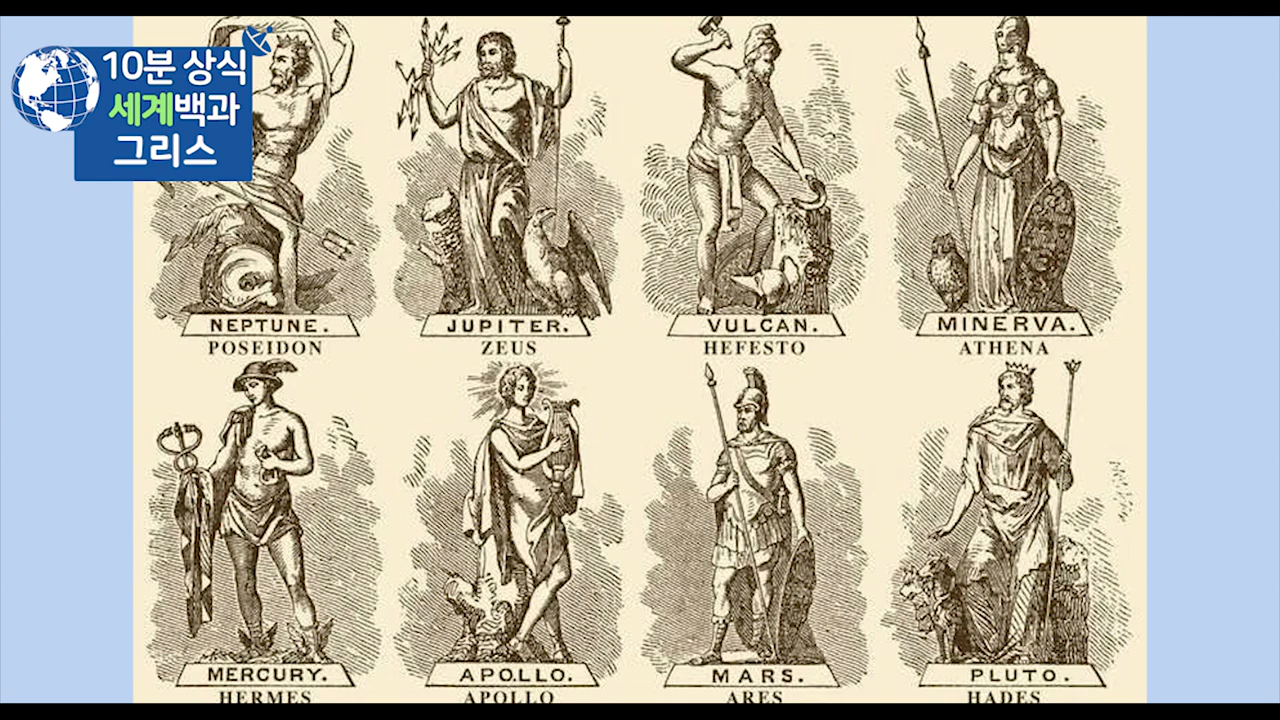 10분 상식
세계백과
그리스
NEPTUNE.
POSEIDON
JUPITER.
ZEUS
VULCAN.
HEFESTO
MINERVA.
ATHENA
MERCURY.
HERMES
APOLLO.
APOLLO
MARS.
ARES
PLUTO.
HADES